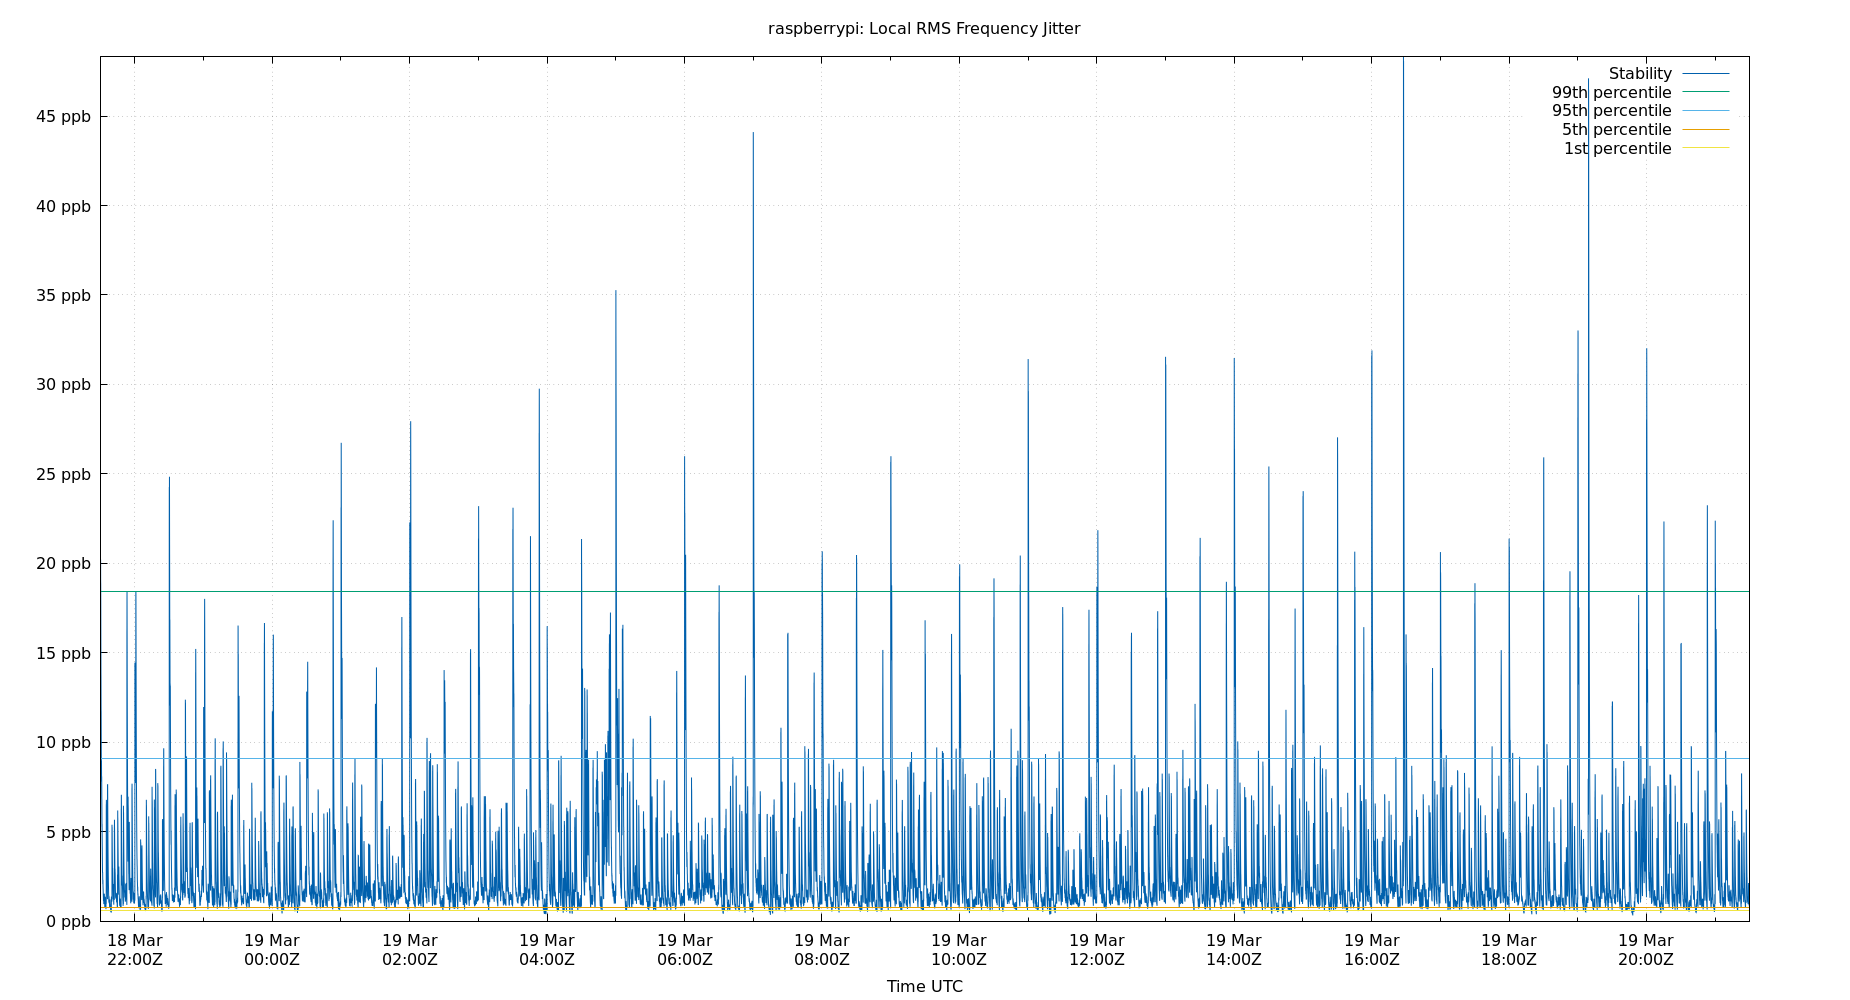 raspberrypi: Local RMS Frequency Jitter
Stability
99th percentile
95th percentile
5th percentile
1st percentile
45 ppb
40 ppb
35 ppb
30 ppb
25 ppb
20 ppb
15 ppb
10 ppb
5 ppb
0 ppb
18 Mar 19 Mar 19 Mar 19 Mar 19 Mar 19 Mar 19 Mar 19 Mar 19 Mar 19 Mar 19 Mar 19 Mar
22:00Z 00:00Z 02:00Z 04:00Z 06:00Z 08:00Z 10:00Z 12:00Z 14:00Z 16:00Z 18:00Z 20:00Z
Time UTC